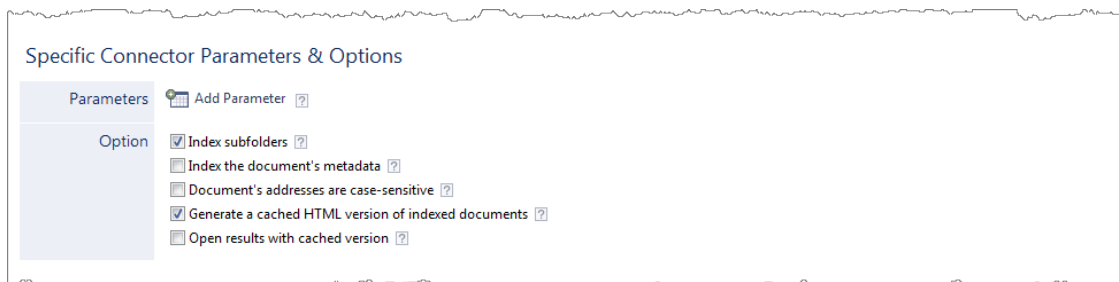 Specific Connector Parameters & Options
Parameters Add Parameter ?
Option Index subfolders ?
Index the document's metadata ?
Document's addresses are case-sensitive ?
Generate a cached HTML version of indexed documents ?
Open results with cached version ?